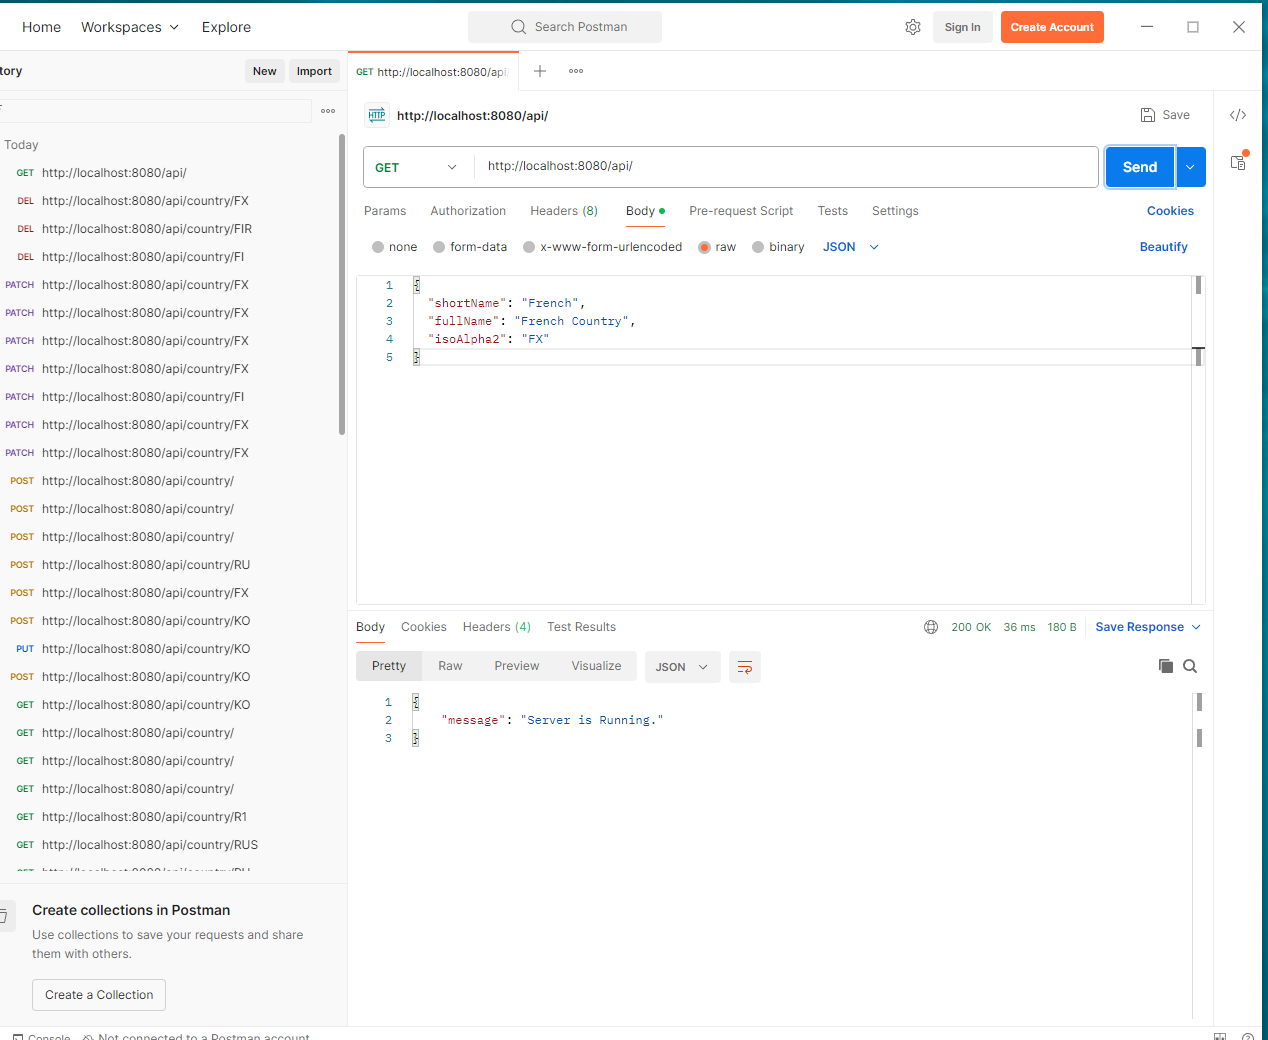 Home Workspaces Explore Search Postman Sign In Create Account
tory New Import
GET http://localhost:8080/api/
Today
GET http://localhost:8080/api/
DEL http://localhost:8080/api/country/FX
DEL http://localhost:8080/api/country/FIR
DEL http://localhost:8080/api/country/FI
PATCH http://localhost:8080/api/country/FX
PATCH http://localhost:8080/api/country/FX
PATCH http://localhost:8080/api/country/FX
PATCH http://localhost:8080/api/country/FX
PATCH http://localhost:8080/api/country/FI
PATCH http://localhost:8080/api/country/FX
PATCH http://localhost:8080/api/country/FX
POST http://localhost:8080/api/country/
POST http://localhost:8080/api/country/
POST http://localhost:8080/api/country/
POST http://localhost:8080/api/country/RU
POST http://localhost:8080/api/country/FX
POST http://localhost:8080/api/country/KO
PUT http://localhost:8080/api/country/KO
POST http://localhost:8080/api/country/KO
GET http://localhost:8080/api/country/KO
GET http://localhost:8080/api/country/
GET http://localhost:8080/api/country/
GET http://localhost:8080/api/country/
GET http://localhost:8080/api/country/R1
GET http://localhost:8080/api/country/RUS
Create collections in Postman
Use collections to save your requests and share
them with others.
Create a Collection
HTTP http://localhost:8080/api/ Save
GET http://localhost:8080/api/ Send
Params Authorization Headers (8) Body Pre-request Script Tests Settings Cookies
none form-data x-www-form-urlencoded raw binary JSON Beautify
1 {
2 "shortName": "French",
3 "fullName": "French Country",
4 "isoAlpha2": "FX"
5 }
Body Cookies Headers (4) Test Results 200 OK 36 ms 180 B Save Response
Pretty Raw Preview Visualize JSON
1 {
2 "message": "Server is Running."
3 }
Console Not connected to a Postman account